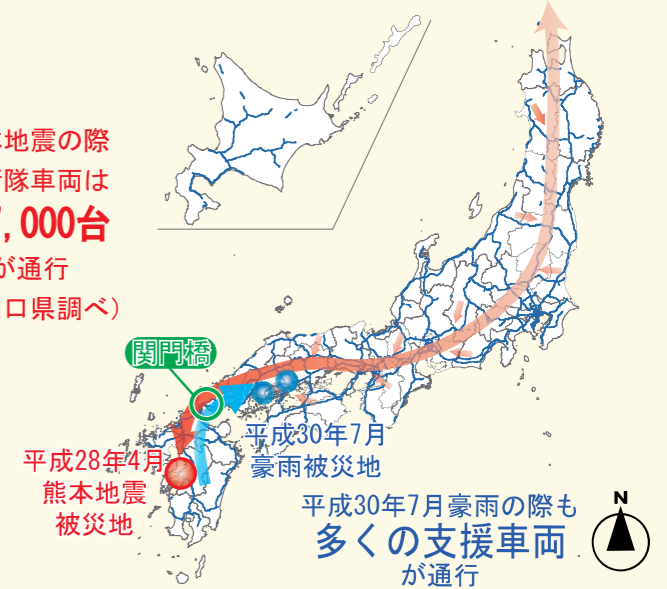 地震の際
隊車両は
,000台
が通行
口県調べ)
関門橋
平成28年4月
熊本地震
被災地
平成30年7月
豪雨被災地
平成30年7月豪雨の際も
多くの支援車両
が通行
N